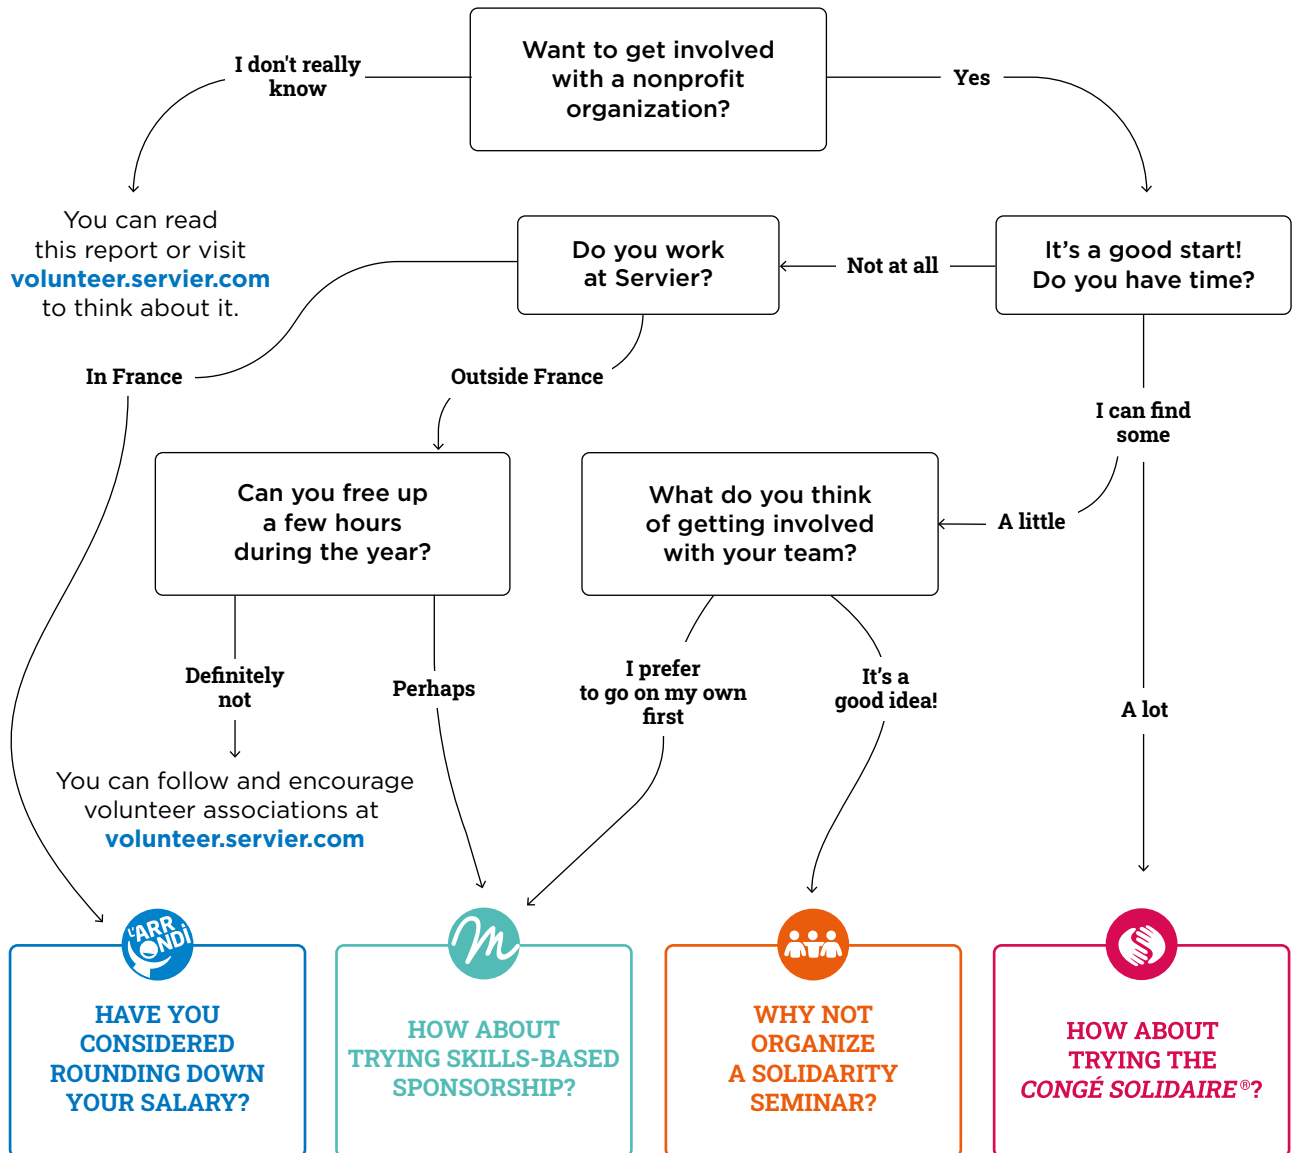 Want to get involved
with a nonprofit
organization?
I don't really
know
Yes
You can read
this report or visit
volunteer.servier.com
to think about it.
Do you work
at Servier?
Not at all
It's a good start!
Do you have time?
In France
Outside France
I can find
some
Can you free up
a few hours
during the year?
What do you think
of getting involved
with your team?
A little
Definitely
not
Perhaps
I prefer
to go on my own
first
It's a
good idea!
A lot
You can follow and encourage
volunteer associations at
volunteer.servier.com
L'ARR
ONDi
HAVE YOU
CONSIDERED
ROUNDING DOWN
YOUR SALARY?
m
HOW ABOUT
TRYING SKILLS-BASED
SPONSORSHIP?
WHY NOT
ORGANIZE
A SOLIDARITY
SEMINAR?
HOW ABOUT
TRYING THE
CONGÉ SOLIDAIRE®?